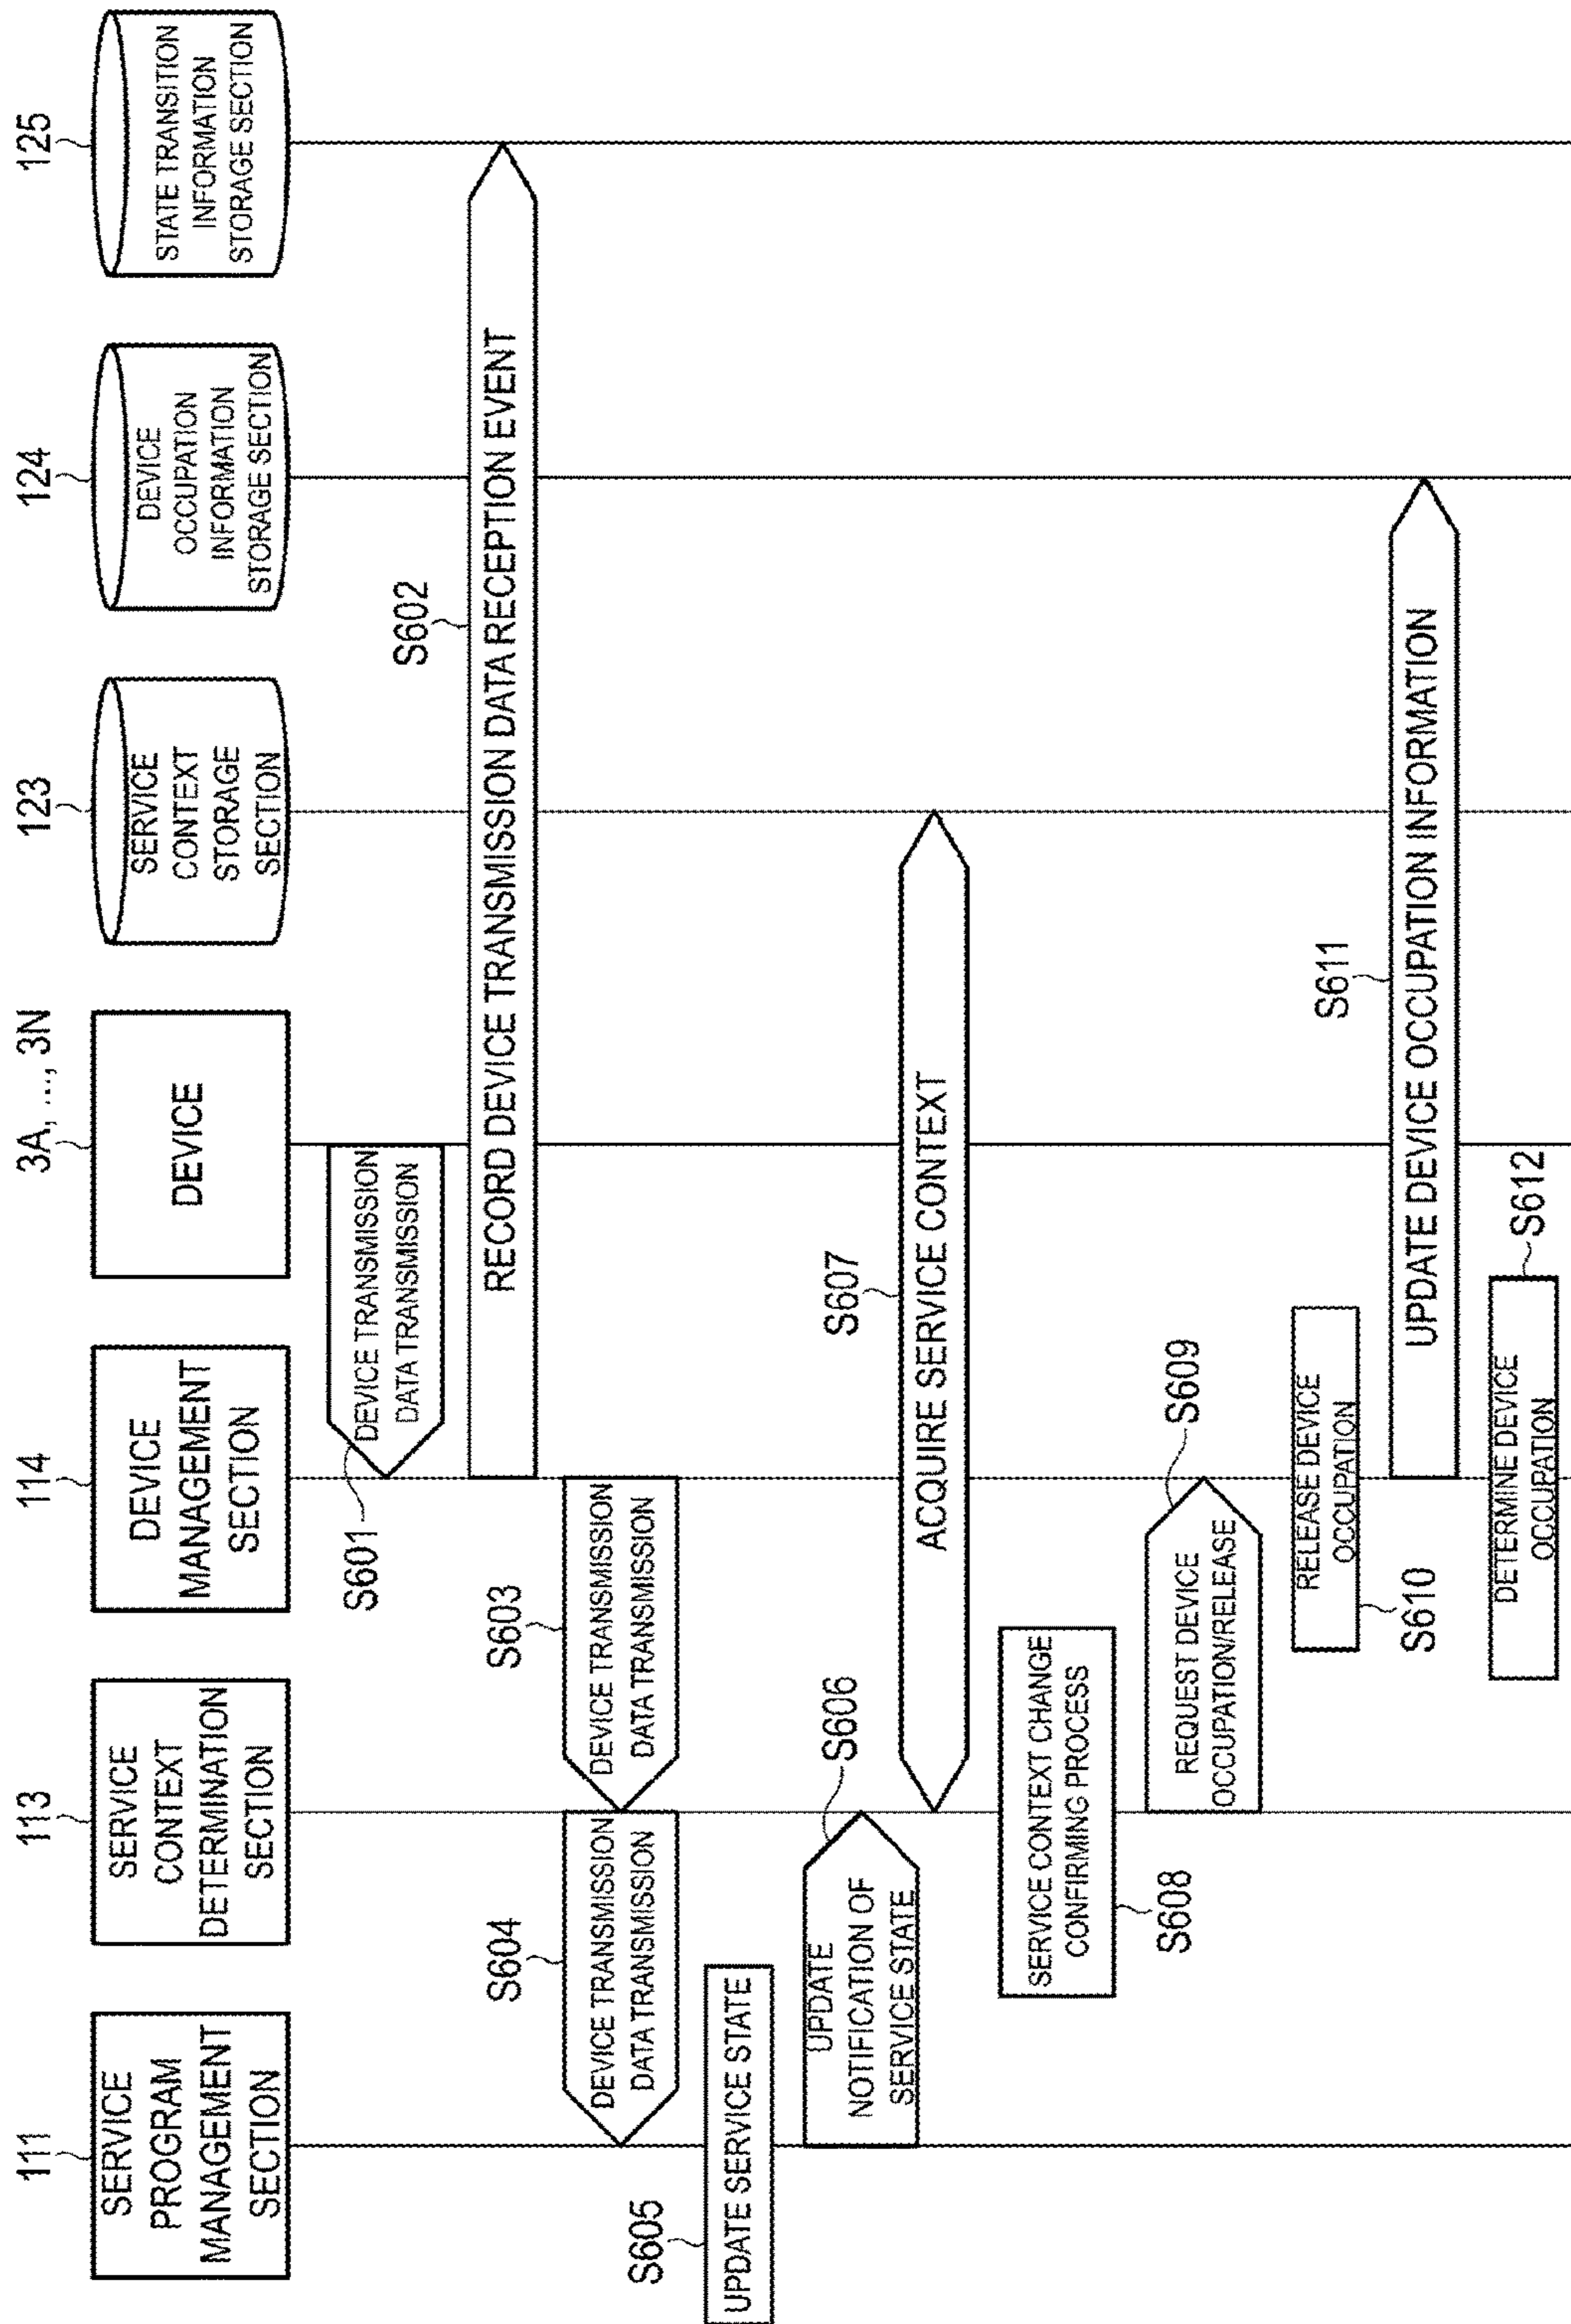 111
SERVICE
PROGRAM
MANAGEMENT
SECTION
113
SERVICE
CONTEXT
DETERMINATION
SECTION
114
DEVICE
MANAGEMENT
SECTION
3A, ..., 3N
DEVICE
123
SERVICE
CONTEXT
STORAGE
SECTION
124
DEVICE
OCCUPATION
INFORMATION
STORAGE SECTION
125
STATE TRANSITION
INFORMATION
STORAGE SECTION
S601
DEVICE TRANSMISSION
DATA TRANSMISSION
S602
RECORD DEVICE TRANSMISSION DATA RECEPTION EVENT
S603
DEVICE TRANSMISSION
DATA TRANSMISSION
S604
DEVICE TRANSMISSION
DATA TRANSMISSION
S605
UPDATE SERVICE STATE
S606
UPDATE
NOTIFICATION OF
SERVICE STATE
S607
ACQUIRE SERVICE CONTEXT
SERVICE CONTEXT CHANGE
CONFIRMING PROCESS
S608
S609
REQUEST DEVICE
OCCUPATION/RELEASE
RELEASE DEVICE
OCCUPATION
S610
S611
UPDATE DEVICE OCCUPATION INFORMATION
S612
DETERMINE DEVICE
OCCUPATION